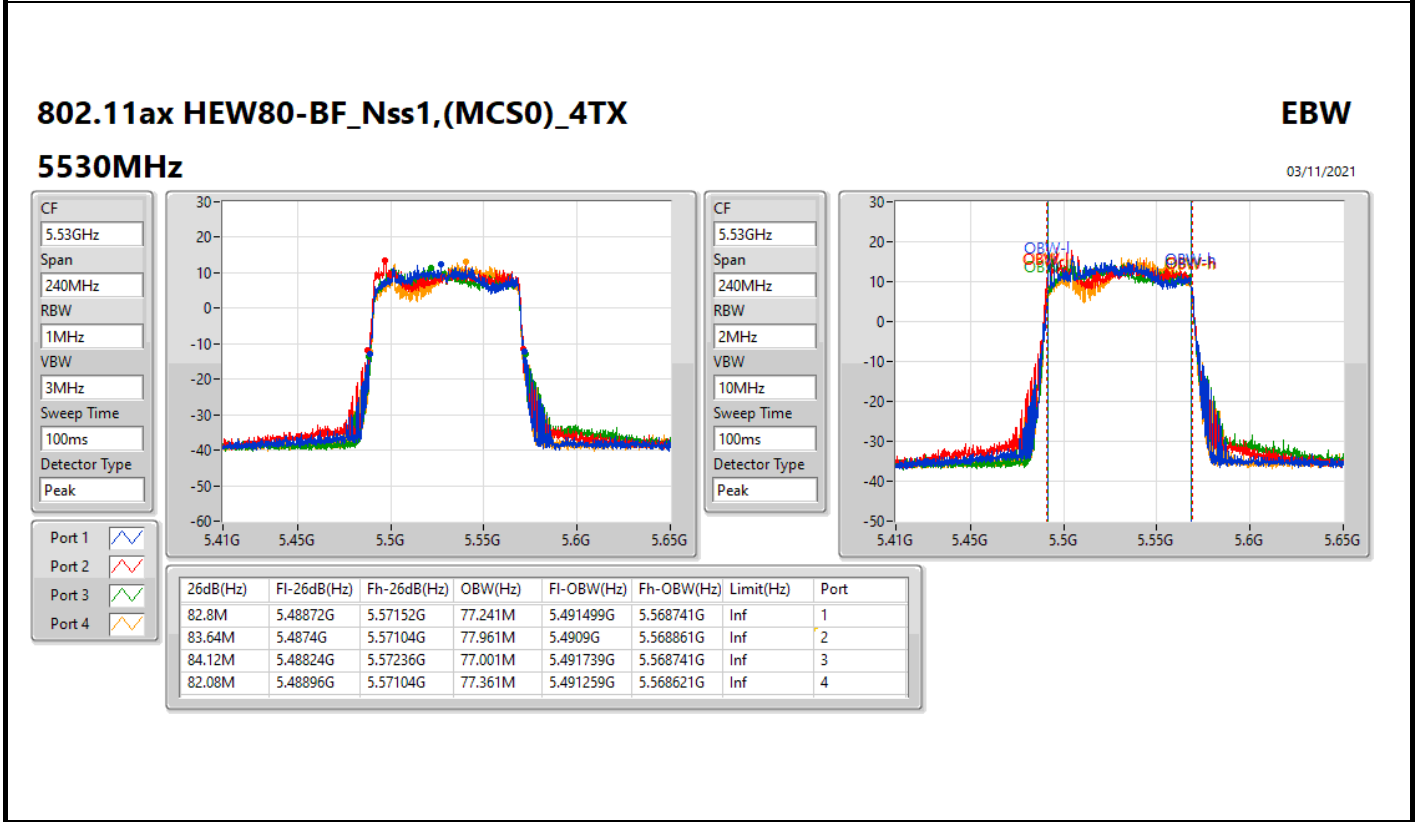 802.11ax HEW80-BF_Nss1,(MCS0)_4TX
EBW
5530MHz
03/11/2021
CF
5.53GHz
Span
240MHz
RBW
1MHz
VBW
3MHz
Sweep Time
100ms
Detector Type
Peak
30
20
10
0
-10
-20
-30
-40
-50
-60
5.41G 5.45G 5.5G 5.55G 5.6G 5.65G
CF
5.53GHz
Span
240MHz
RBW
2MHz
VBW
10MHz
Sweep Time
100ms
Detector Type
Peak
30
20
10
0
-10
-20
-30
-40
-50
OBW-l
OBW-h
5.41G 5.45G 5.5G 5.55G 5.6G 5.65G
Port 1
Port 2
Port 3
Port 4
26dB(Hz) Fl-26dB(Hz) Fh-26dB(Hz) OBW(Hz) Fl-OBW(Hz) Fh-OBW(Hz) Limit(Hz) Port
82.8M 5.48872G 5.57152G 77.241M 5.491499G 5.568741G Inf 1
83.64M 5.4874G 5.57104G 77.961M 5.4909G 5.568861G Inf 2
84.12M 5.48824G 5.57236G 77.001M 5.491739G 5.568741G Inf 3
82.08M 5.48896G 5.57104G 77.361M 5.491259G 5.568621G Inf 4